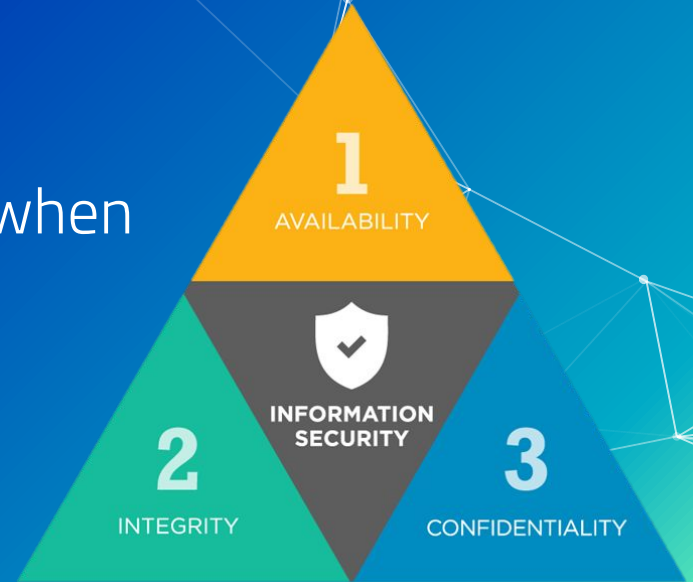 when
1
AVAILABILITY
INFORMATION
SECURITY
2
INTEGRITY
3
CONFIDENTIALITY